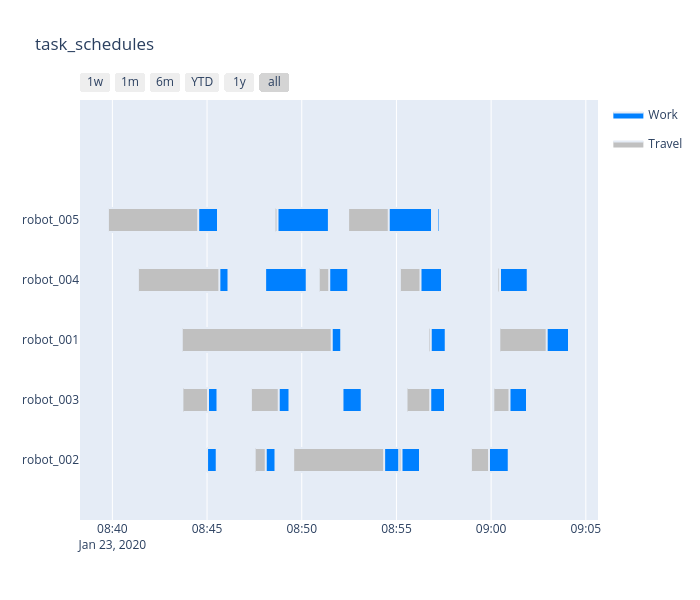 task_schedules
1w 1m 6m YTD 1y all
Work
Travel
robot_005
robot_004
robot_001
robot_003
robot_002
08:40 08:45 08:50 08:55 09:00 09:05
Jan 23, 2020